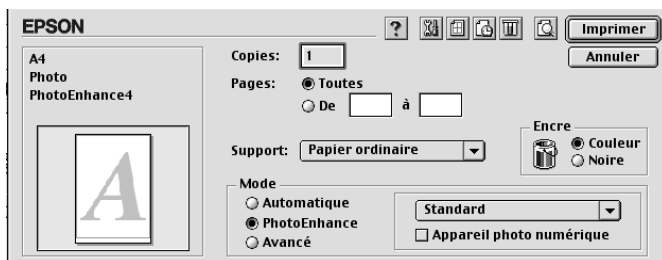 EPSON
? Imprimer
A4
Photo
PhotoEnhance4
A
Copies: 1
Annuler
Pages: Toutes
De à
Support: Papier ordinaire
Encre
Couleur
Noire
Mode
Automatique
PhotoEnhance
Avancé
Standard
Appareil photo numérique